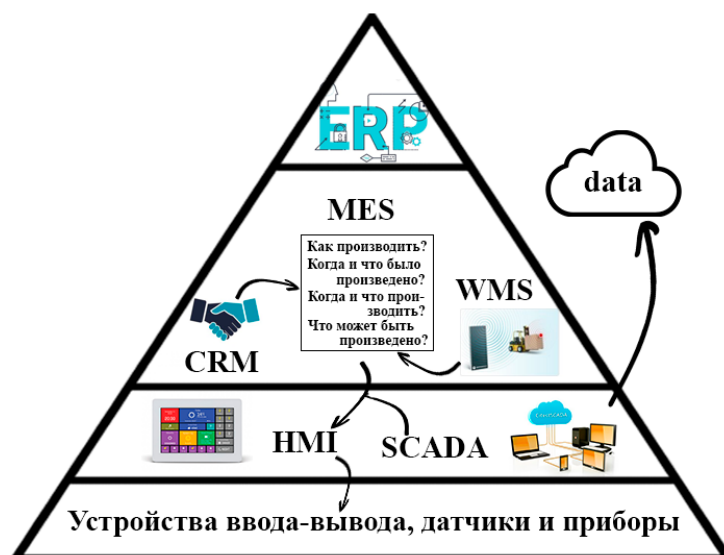 ERP
MES
data
Как производить?
Когда и что было
произведено?
Когда и что прои-
зводить?
Что может быть
произведено?
WMS
CRM
HMI
SCADA
Устройства ввода-вывода, датчики и приборы